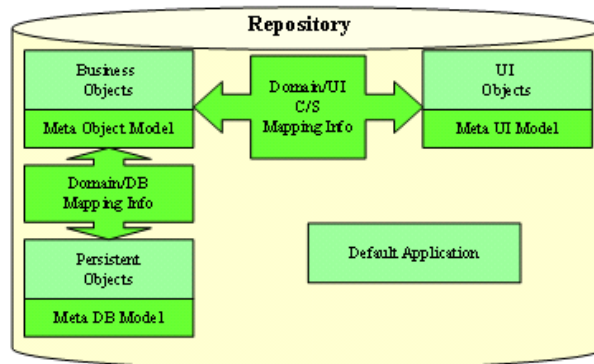 Repository
Business
Objects
Meta Object Model
Domain/UI
C/S
Mapping Info
UI
Objects
Meta UI Model
Domain/DB
Mapping Info
Persistent
Objects
Meta DB Model
Default Application